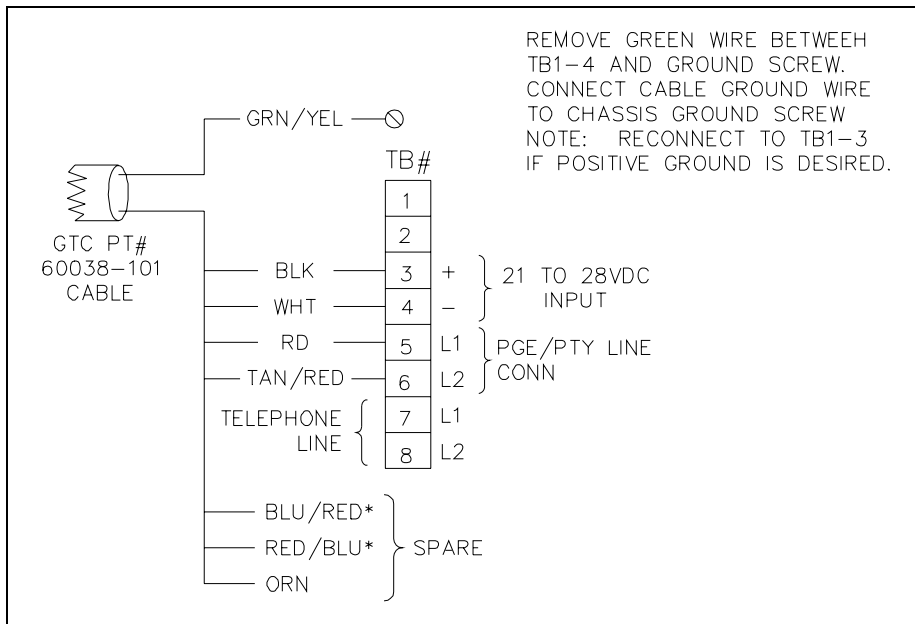 REMOVE GREEN WIRE BETWEEH
TB1-4 AND GROUND SCREW.
CONNECT CABLE GROUND WIRE
TO CHASSIS GROUND SCREW
NOTE: RECONNECT TO TB1-3
IF POSITIVE GROUND IS DESIRED.
GRN/YEL
TB#
1
2
GTC PT#
60038-101
CABLE
BLK 3 +
WHT 4 -
21 TO 28VDC
INPUT
RD 5 L1
TAN/RED 6 L2
PGE/PTY LINE
CONN
TELEPHONE
LINE
7 L1
8 L2
BLU/RED*
RED/BLU*
ORN
SPARE